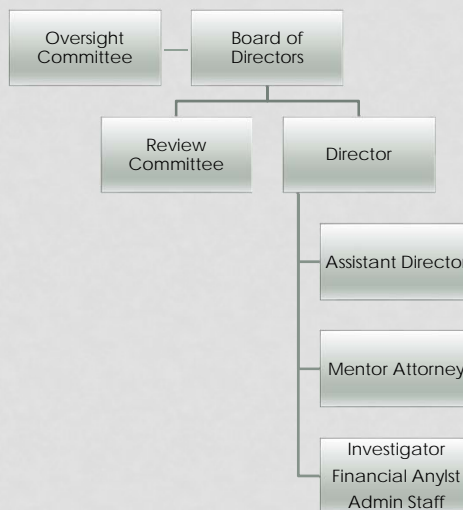 Oversight
Committee
Board of
Directors
Review
Committee
Director
Assistant Director
Mentor Attorney
Investigator
Financial Anylst
Admin Staff